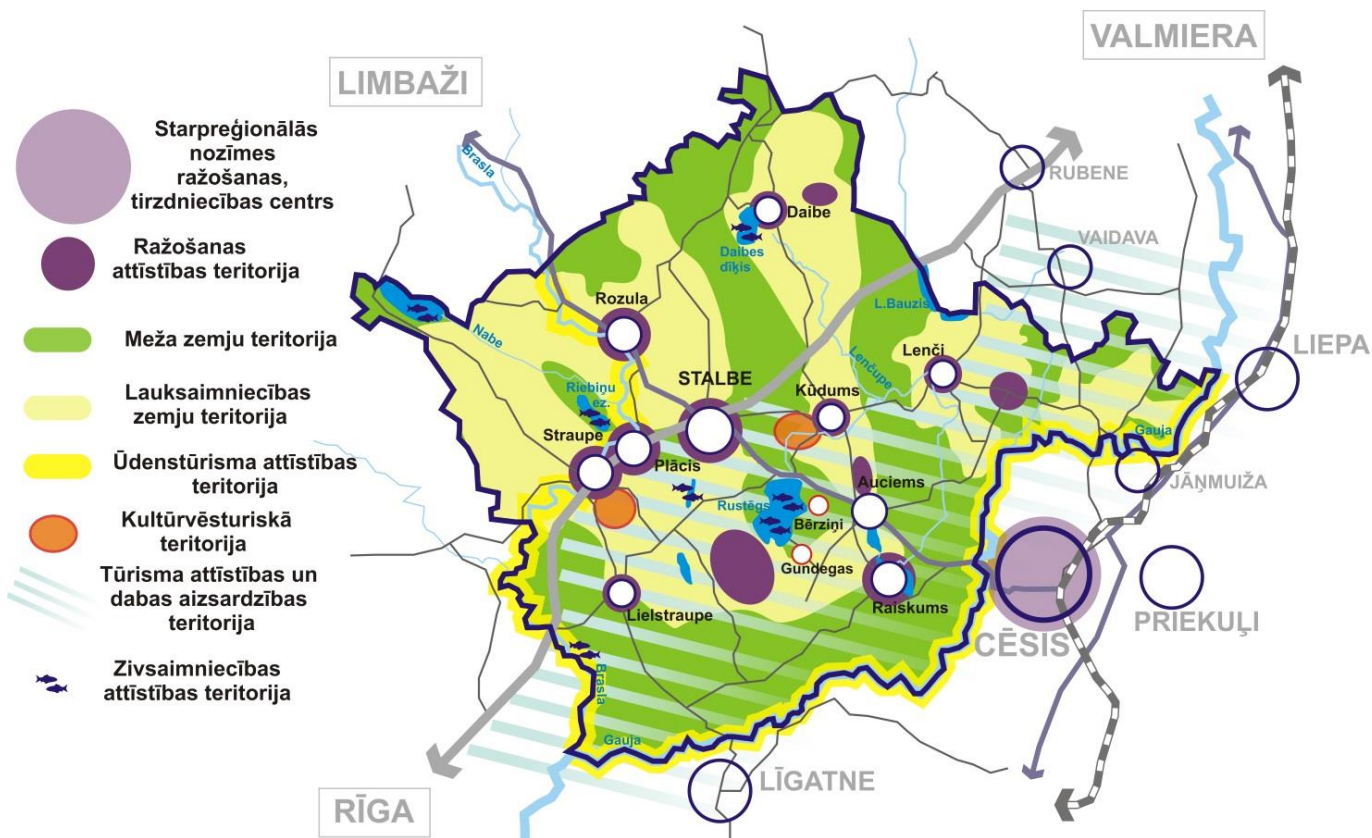 VALMIERA
LIMBAŽI
Starpreģionālās
nozīmes
ražošanas,
tirdzniecības centrs
Ražošanas
attīstības teritorija
Meža zemju teritorija
Lauksaimniecības
zemju teritorija
Ūdenstūrisma attīstības
teritorija
Kultūrvēsturiskā
teritorija
Tūrisma attīstības un
dabas aizsardzības
teritorija
Zivsaimniecības
attīstības teritorija
Brasla
RUBENE
Daibe
VAIDAVA
Daibes
dīķis
Rozula
L.Bauzis
Nabe
Lenčupe
Lenči
LIEPA
STALBE
Kūdums
Riebiņu
ez.
Straupe
Gauja
Plācis
Auciems
JĀŅMUIŽA
Rustēgs
Bērziņi
Gundegas
Raiskums
Lielstraupe
CĒSIS
PRIEKUĻI
Brasla
Gauja
LĪGATNE
RĪGA